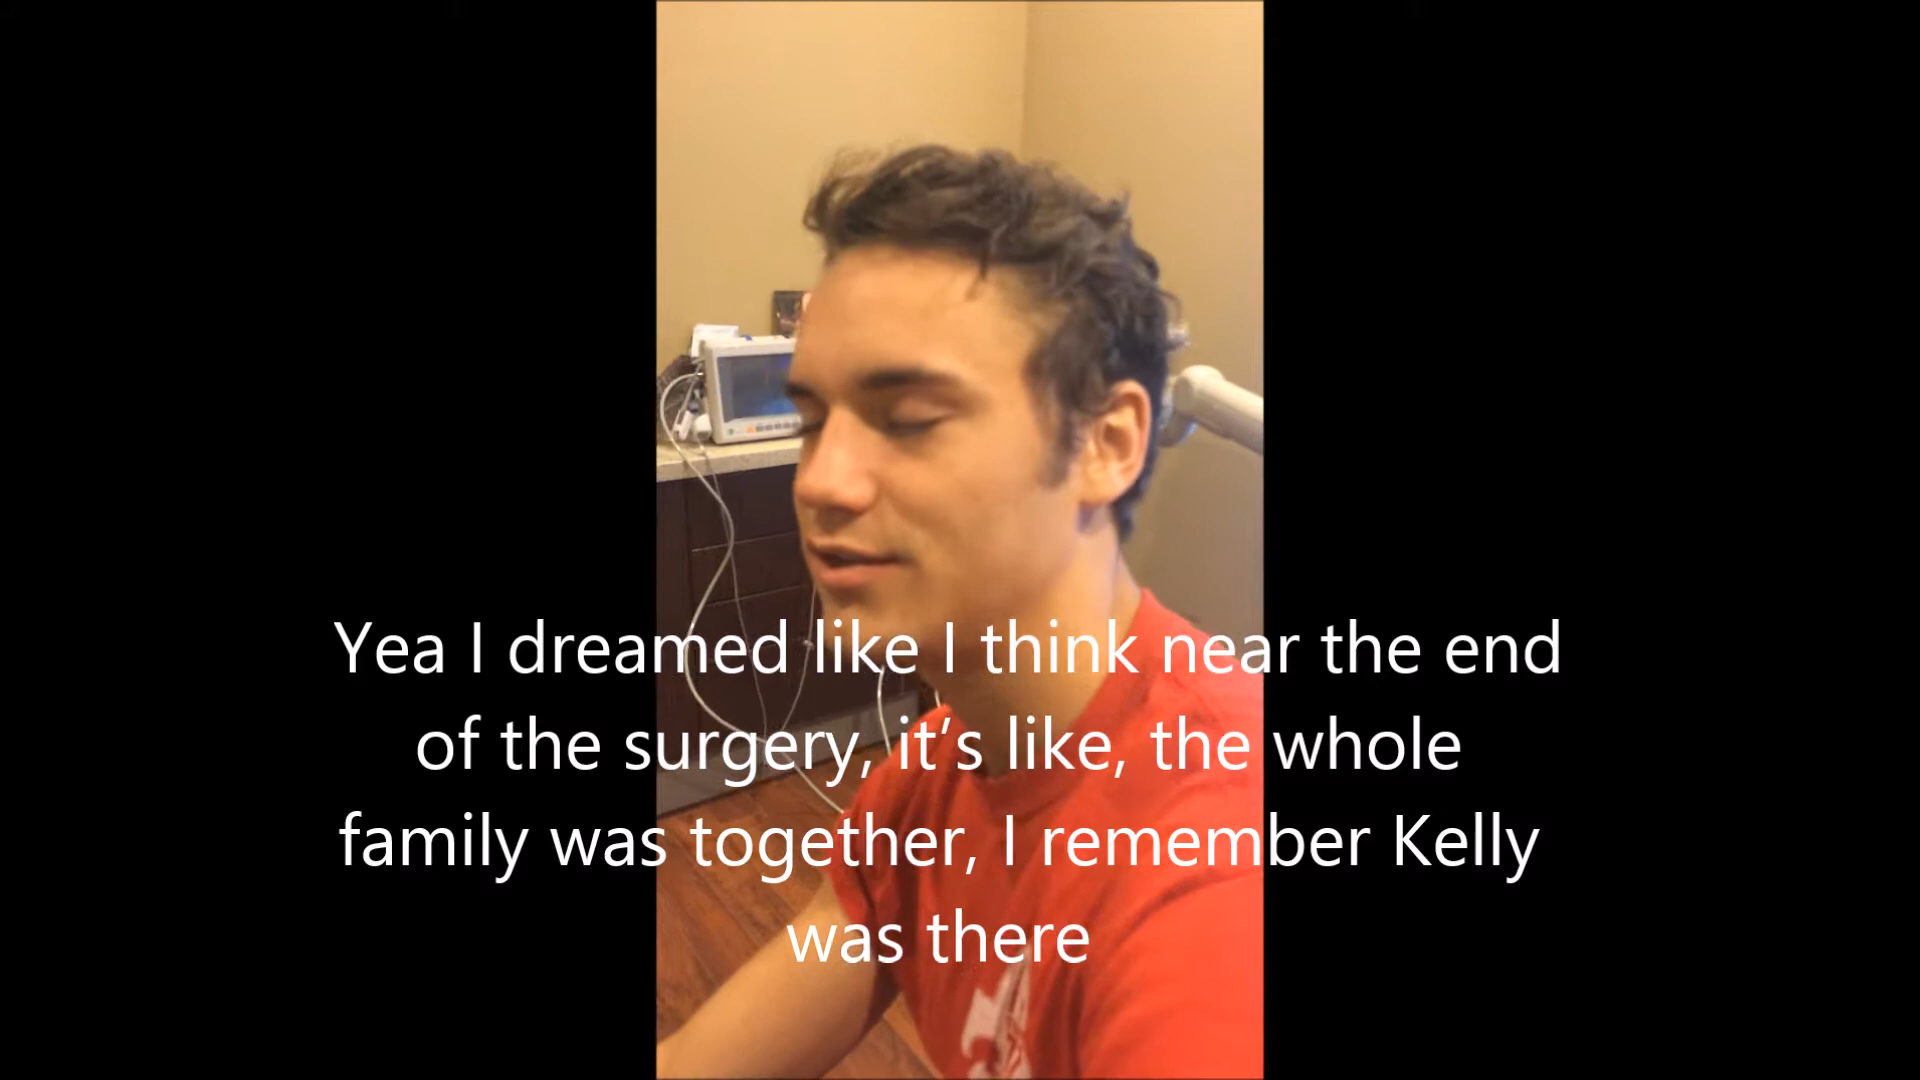 Yea I dreamed like I think near the end
of the surgery, it’s like, the whole
family was together, I remember Kelly
was there